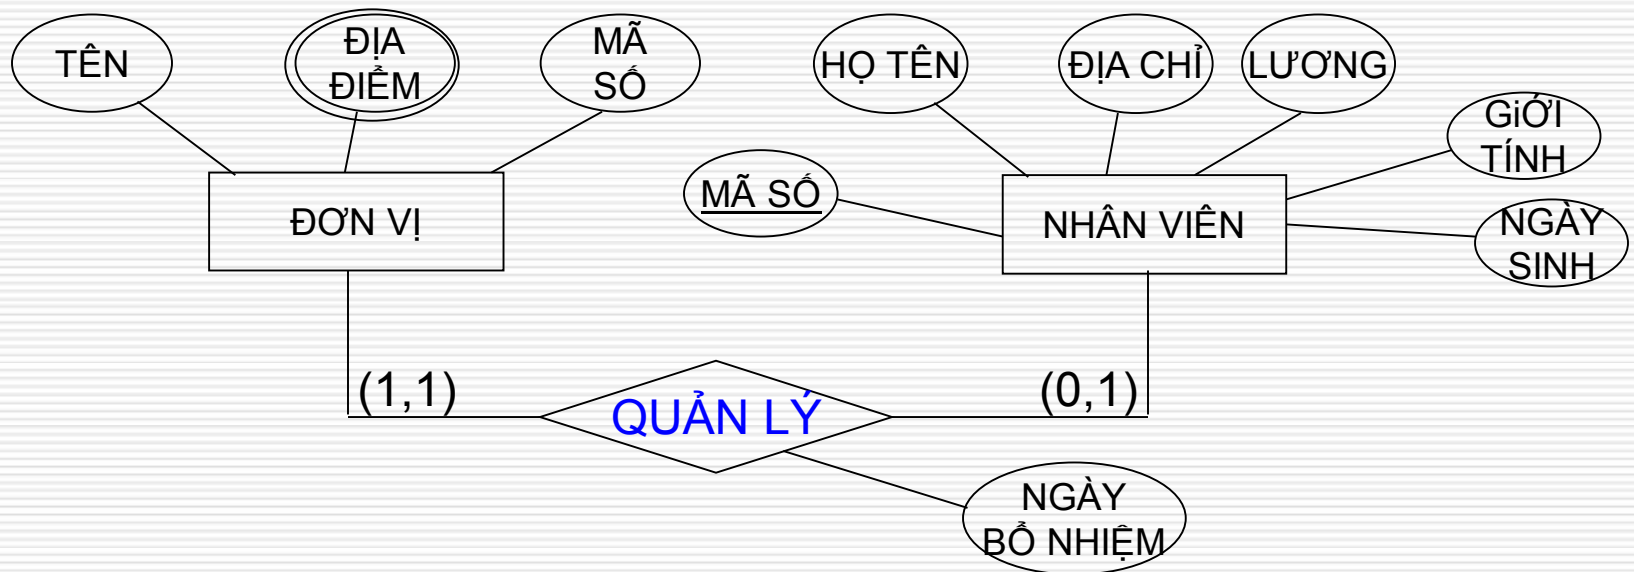 TÊN
ĐỊA
ĐIỂM
MÃ
SỐ
HỌ TÊN
ĐỊA CHỈ
LƯƠNG
GiỚI
TÍNH
MÃ SỐ
ĐƠN VỊ
NHÂN VIÊN
NGÀY
SINH
(1,1)
QUẢN LÝ
(0,1)
NGÀY
BỔ NHIỆM